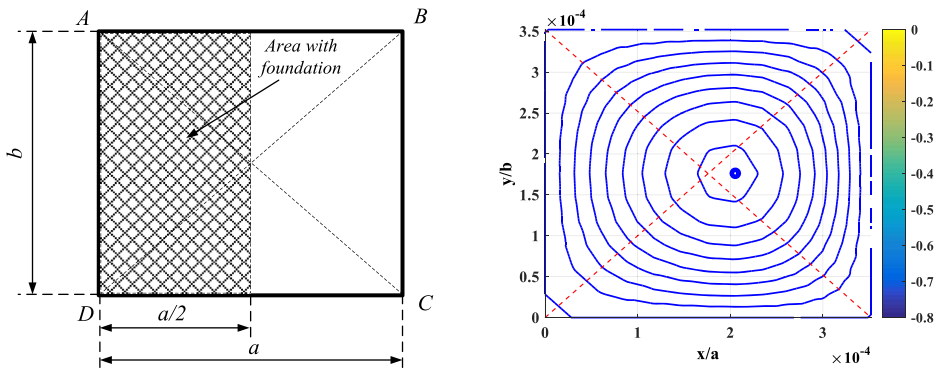 A
B
Area with
foundation
b
D
C
a/2
a
×10⁻⁴
3.5
3
2.5
2
1.5
1
0.5
0
y/b
0
1
2
3
x/a
×10⁻⁴
0
-0.1
-0.2
-0.3
-0.4
-0.5
-0.6
-0.7
-0.8